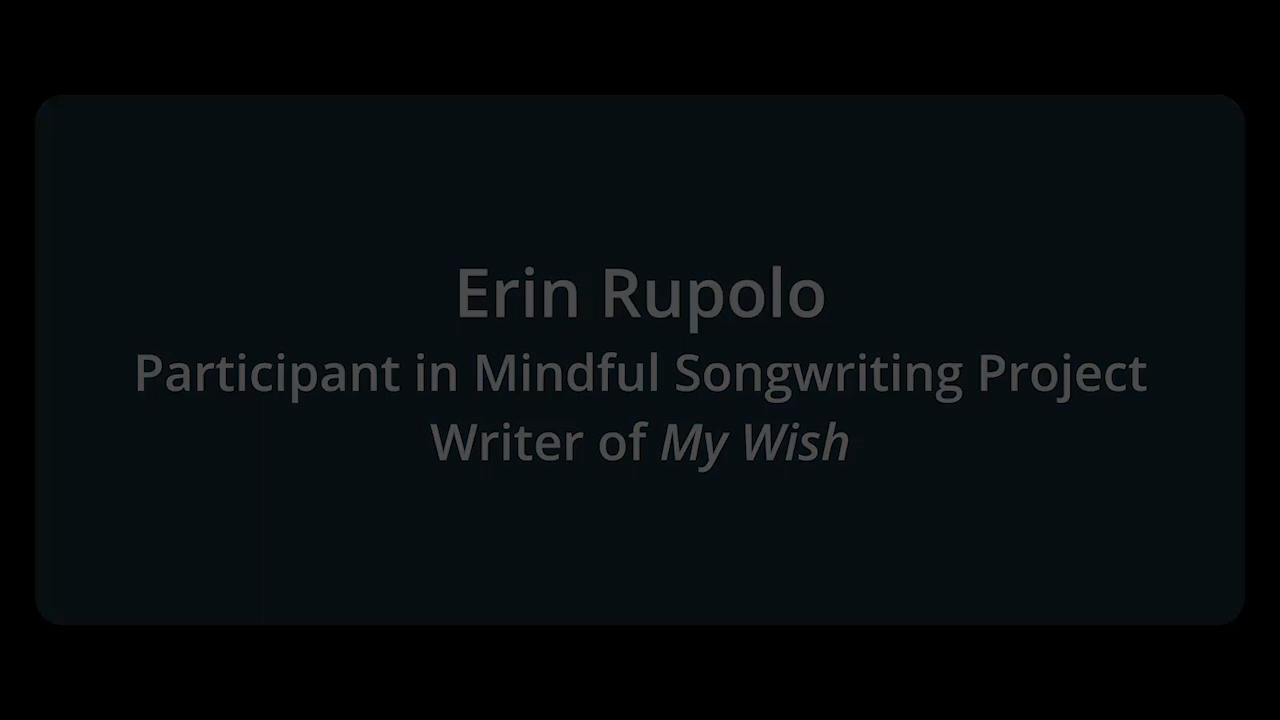 Erin Rupolo
Participant in Mindful Songwriting Project
Writer of My Wish